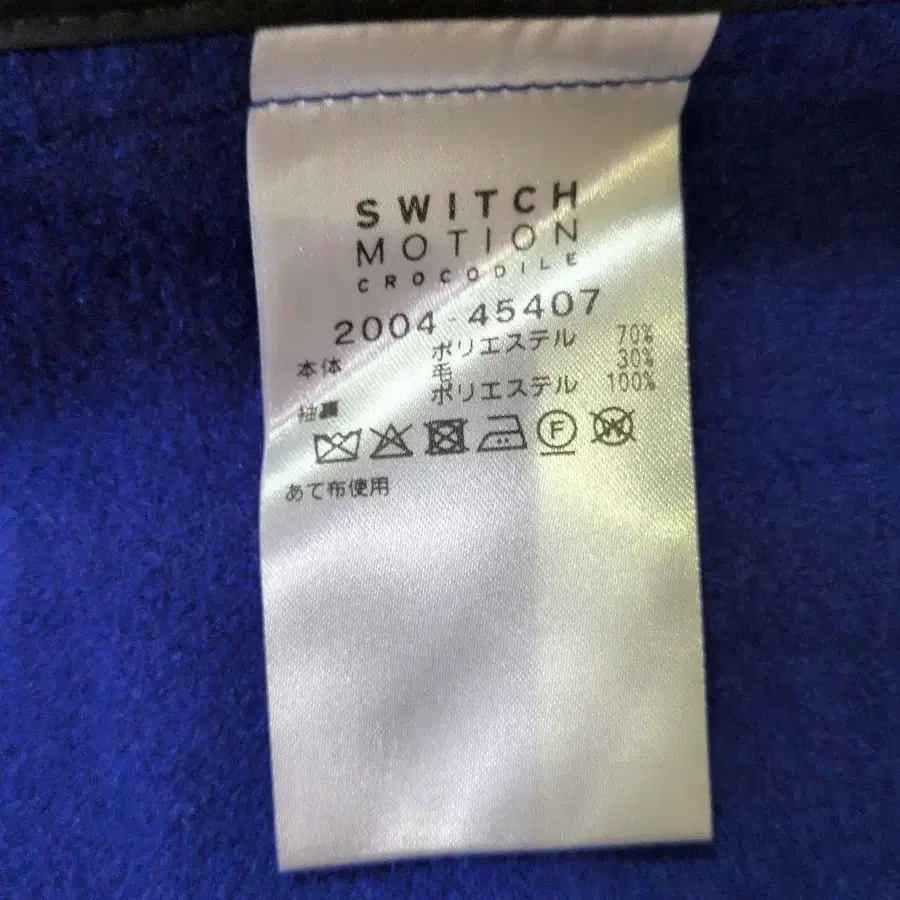 SWITCH
MOTION
CROCODILE
2004-45407
本体 ポリエステル 70%
毛 30%
袖裏 ポリエステル 100%
F W
あて布使用